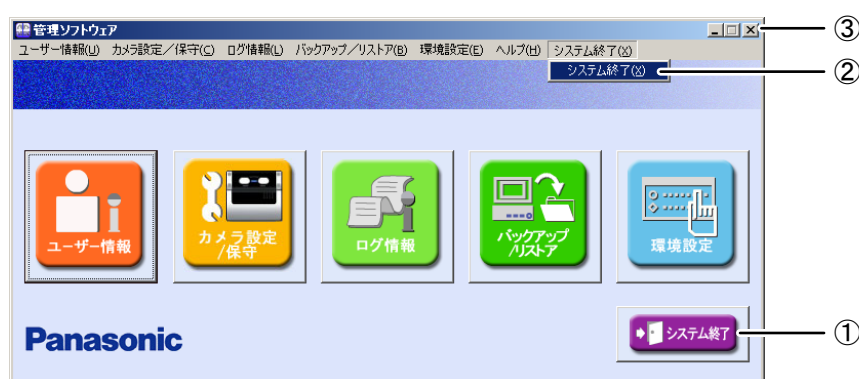 管理ソフトウェア
③
ユーザー情報(U) カメラ設定／保守(C) ログ情報(L) バックアップ／リストア(B) 環境設定(E) ヘルプ(H) システム終了(X)
システム終了(X)
②
ユーザー情報
カメラ設定
/保守
ログ情報
バックアップ
/リストア
環境設定
Panasonic
システム終了
①